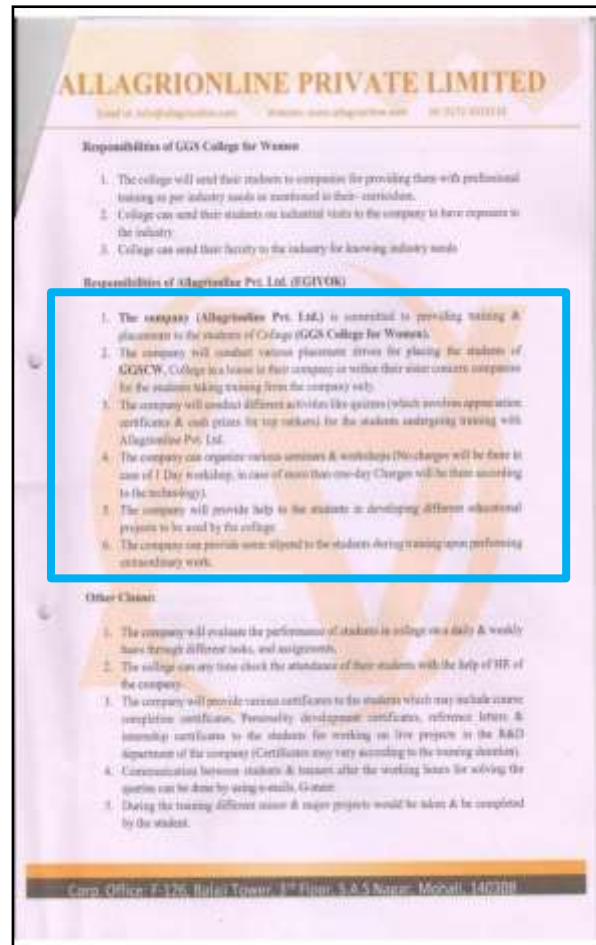 ALLAGRIONLINE PRIVATE LIMITED
Responsibilities of GGS College for Women
1. The college will send their students to companies for providing them with professional
training as per industry needs as mentioned in their- curriculum.
2. College can send their students on industrial visits to the company to have exposure to
the industry
3. College can send their faculty to the industry for knowing industry needs
Responsibilities of Allagrionline Pvt. Ltd. (EGIYOK)
1. The company (Allagrionline Pvt. Ltd.) is committed to providing training &
placements to the students of College (GGS College for Women).
2. The company will conduct various placement drives for placing the students of
GGSCW, College in a house in their company or within their sister concern companies
for the students taking training from the company only.
3. The company will conduct different activities like quizzes (which involves appreciation
certificates & cash prizes for top rankers) for the students undergoing training with
Allagrionline Pvt. Ltd.
4. The company can organize various seminars & workshops (No charges will be there in
case of 1 Day workshop, in case of more than one-day Charges will be there according
to the technology).
5. The company will provide help to the students in developing different educational
projects to be used by the college.
6. The company can provide some stipend to the students during training upon performing
extraordinary work.
Other Clause:
1. The company will evaluate the performance of students in college on a daily & weekly
basis through different tasks, and assignments.
2. The college can any time check the attendance of their students with the help of HR of
the company.
3. The company will provide various certificates to the students which may include course
completion certificates, Personality development certificates, reference letters &
internship certificates to the students for working on live projects in the R&D
department of the company (Certificates may vary according to the training duration).
4. Communication between students & trainers after the working hours for solving the
queries can be done by using e-mails, G-meet
5. During the training different minor & major projects would be taken & be completed
by the student.
Corp. Office: F-126, Balaji Tower, 3rd Floor, S.A.S Nagar, Mohali, 140308